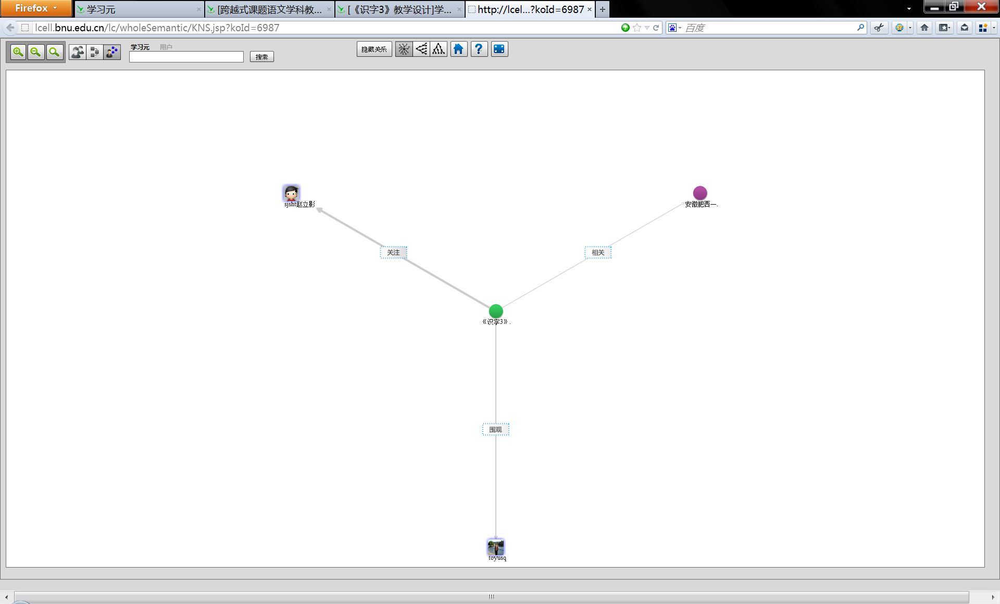 Firefox
学习元
[跨越式课题语文学科教...
[《识字3》教学设计]学...
http://lcel...?koId=6987
lcell.bnu.edu.cn/lc/wholeSemantic/KNS.jsp?koId=6987
百度
学习元 用户
搜索
隐藏关系
sjsht赵立影
安徽肥西一.
关注
相关
《识字3》.
围观
toyusq